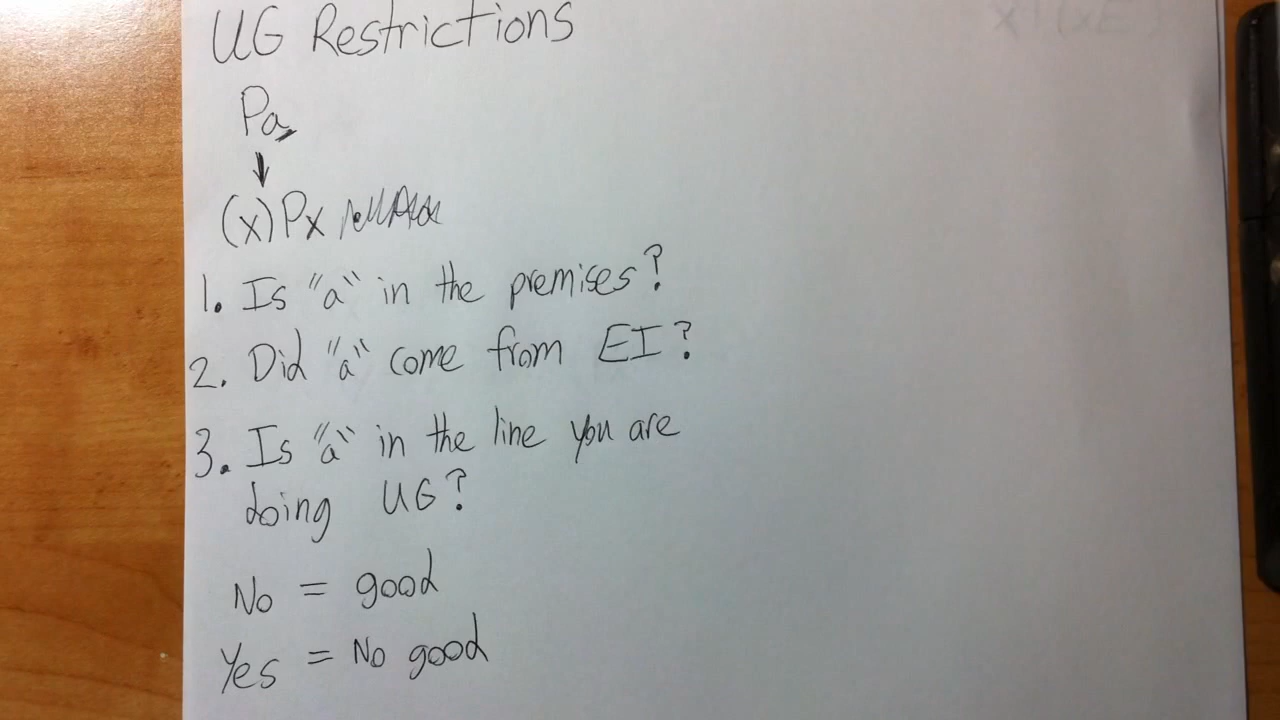 UG Restrictions
Pa
(x)Px
1. Is "a" in the premises?
2. Did "a" come from EI?
3. Is "a" in the line you are
doing UG?
No = good
Yes = No good